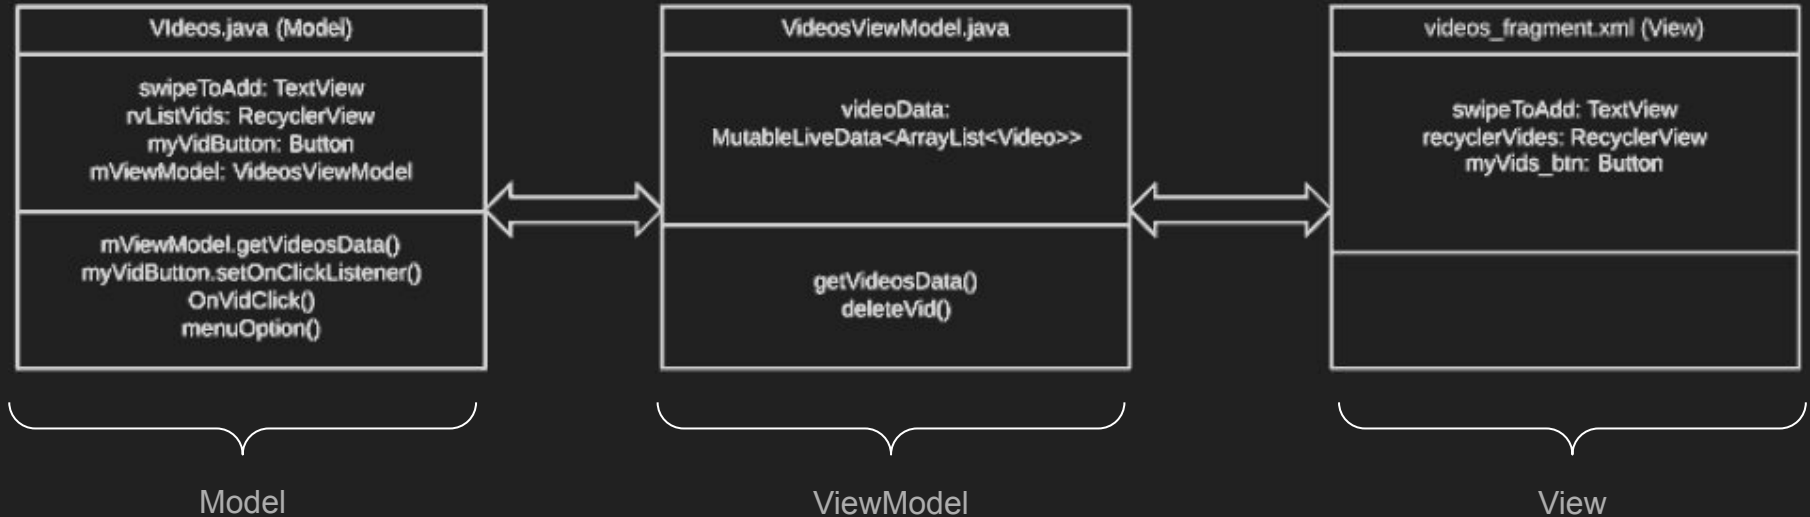 VIdeos.java (Model)
swipeToAdd: TextView
rvListVids: RecyclerView
myVidButton: Button
mViewModel: VideosViewModel
mViewModel.getVideosData()
myVidButton.setOnClickListener()
OnVidClick()
menuOption()
Model
VideosViewModel.java
videoData:
MutableLiveData<ArrayList<Video>>
getVideosData()
deleteVid()
ViewModel
videos_fragment.xml (View)
swipeToAdd: TextView
recyclerVides: RecyclerView
myVids_btn: Button
View